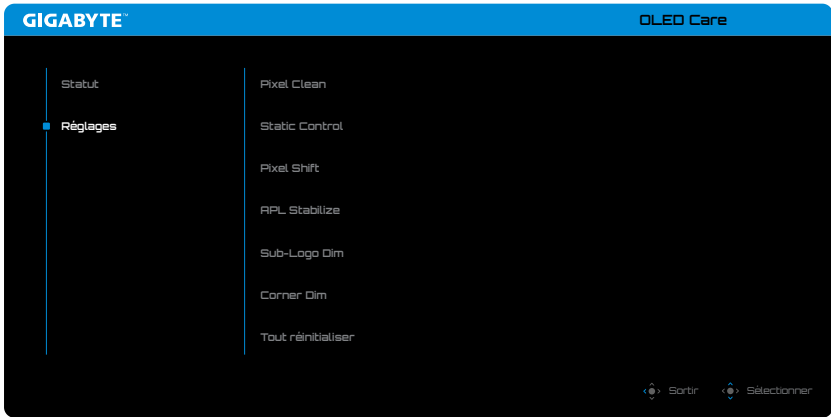 GIGABYTE™
OLED Care
Statut
Réglages
Pixel Clean
Static Control
Pixel Shift
APL Stabilize
Sub-Logo Dim
Corner Dim
Tout réinitialiser
Sortir
Sélectionner